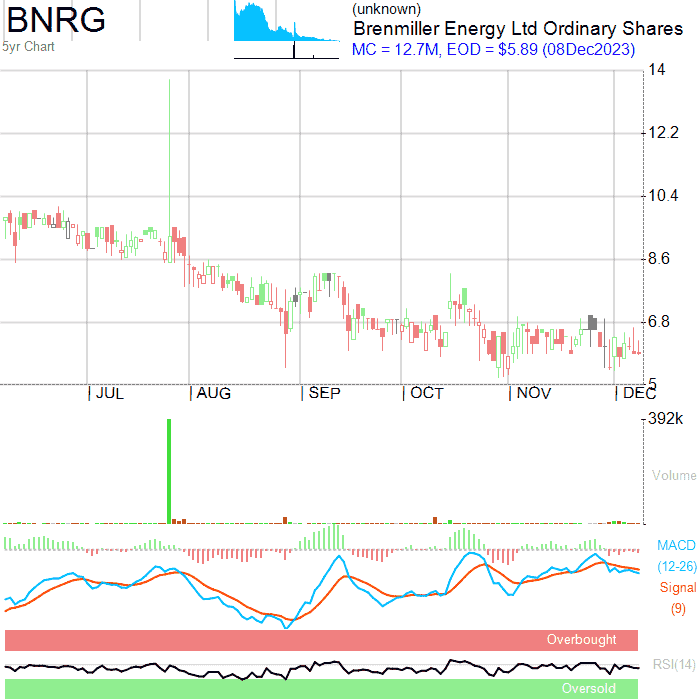 BNRG
5yr Chart
(unknown)
Brenmiller Energy Ltd Ordinary Shares
MC = 12.7M, EOD = $5.89 (08Dec2023)
14
12.2
10.4
8.6
6.8
5
JUL AUG SEP OCT NOV DEC
392k
Volume
MACD
(12-26)
Signal
(9)
Overbought
RSI(14)
Oversold